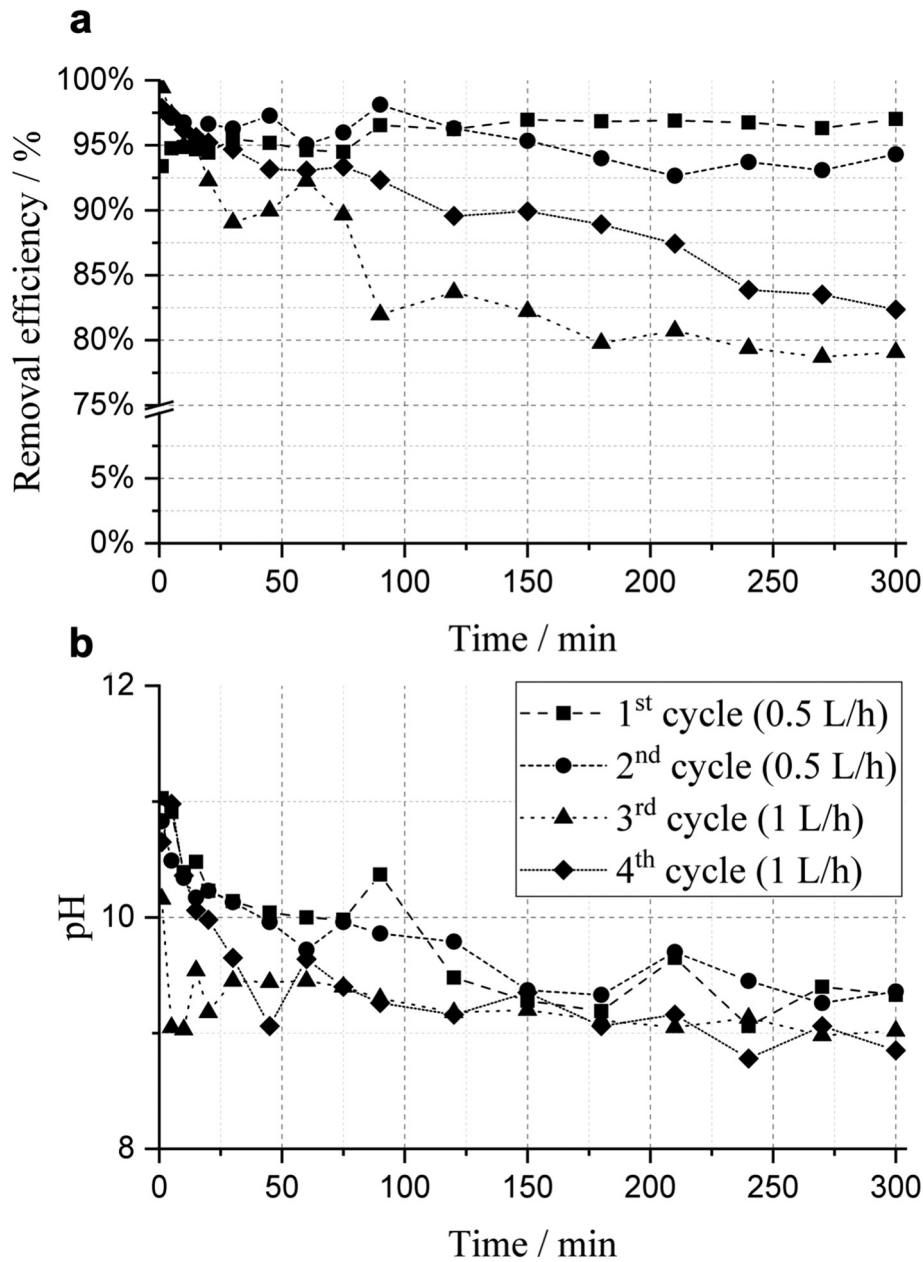 a
100%
95%
90%
85%
80%
75%
5%
0%
Removal efficiency / %
0 50 100 150 200 250 300
Time / min
b
12
10
8
pH
1st cycle (0.5 L/h)
2nd cycle (0.5 L/h)
3rd cycle (1 L/h)
4th cycle (1 L/h)
0 50 100 150 200 250 300
Time / min